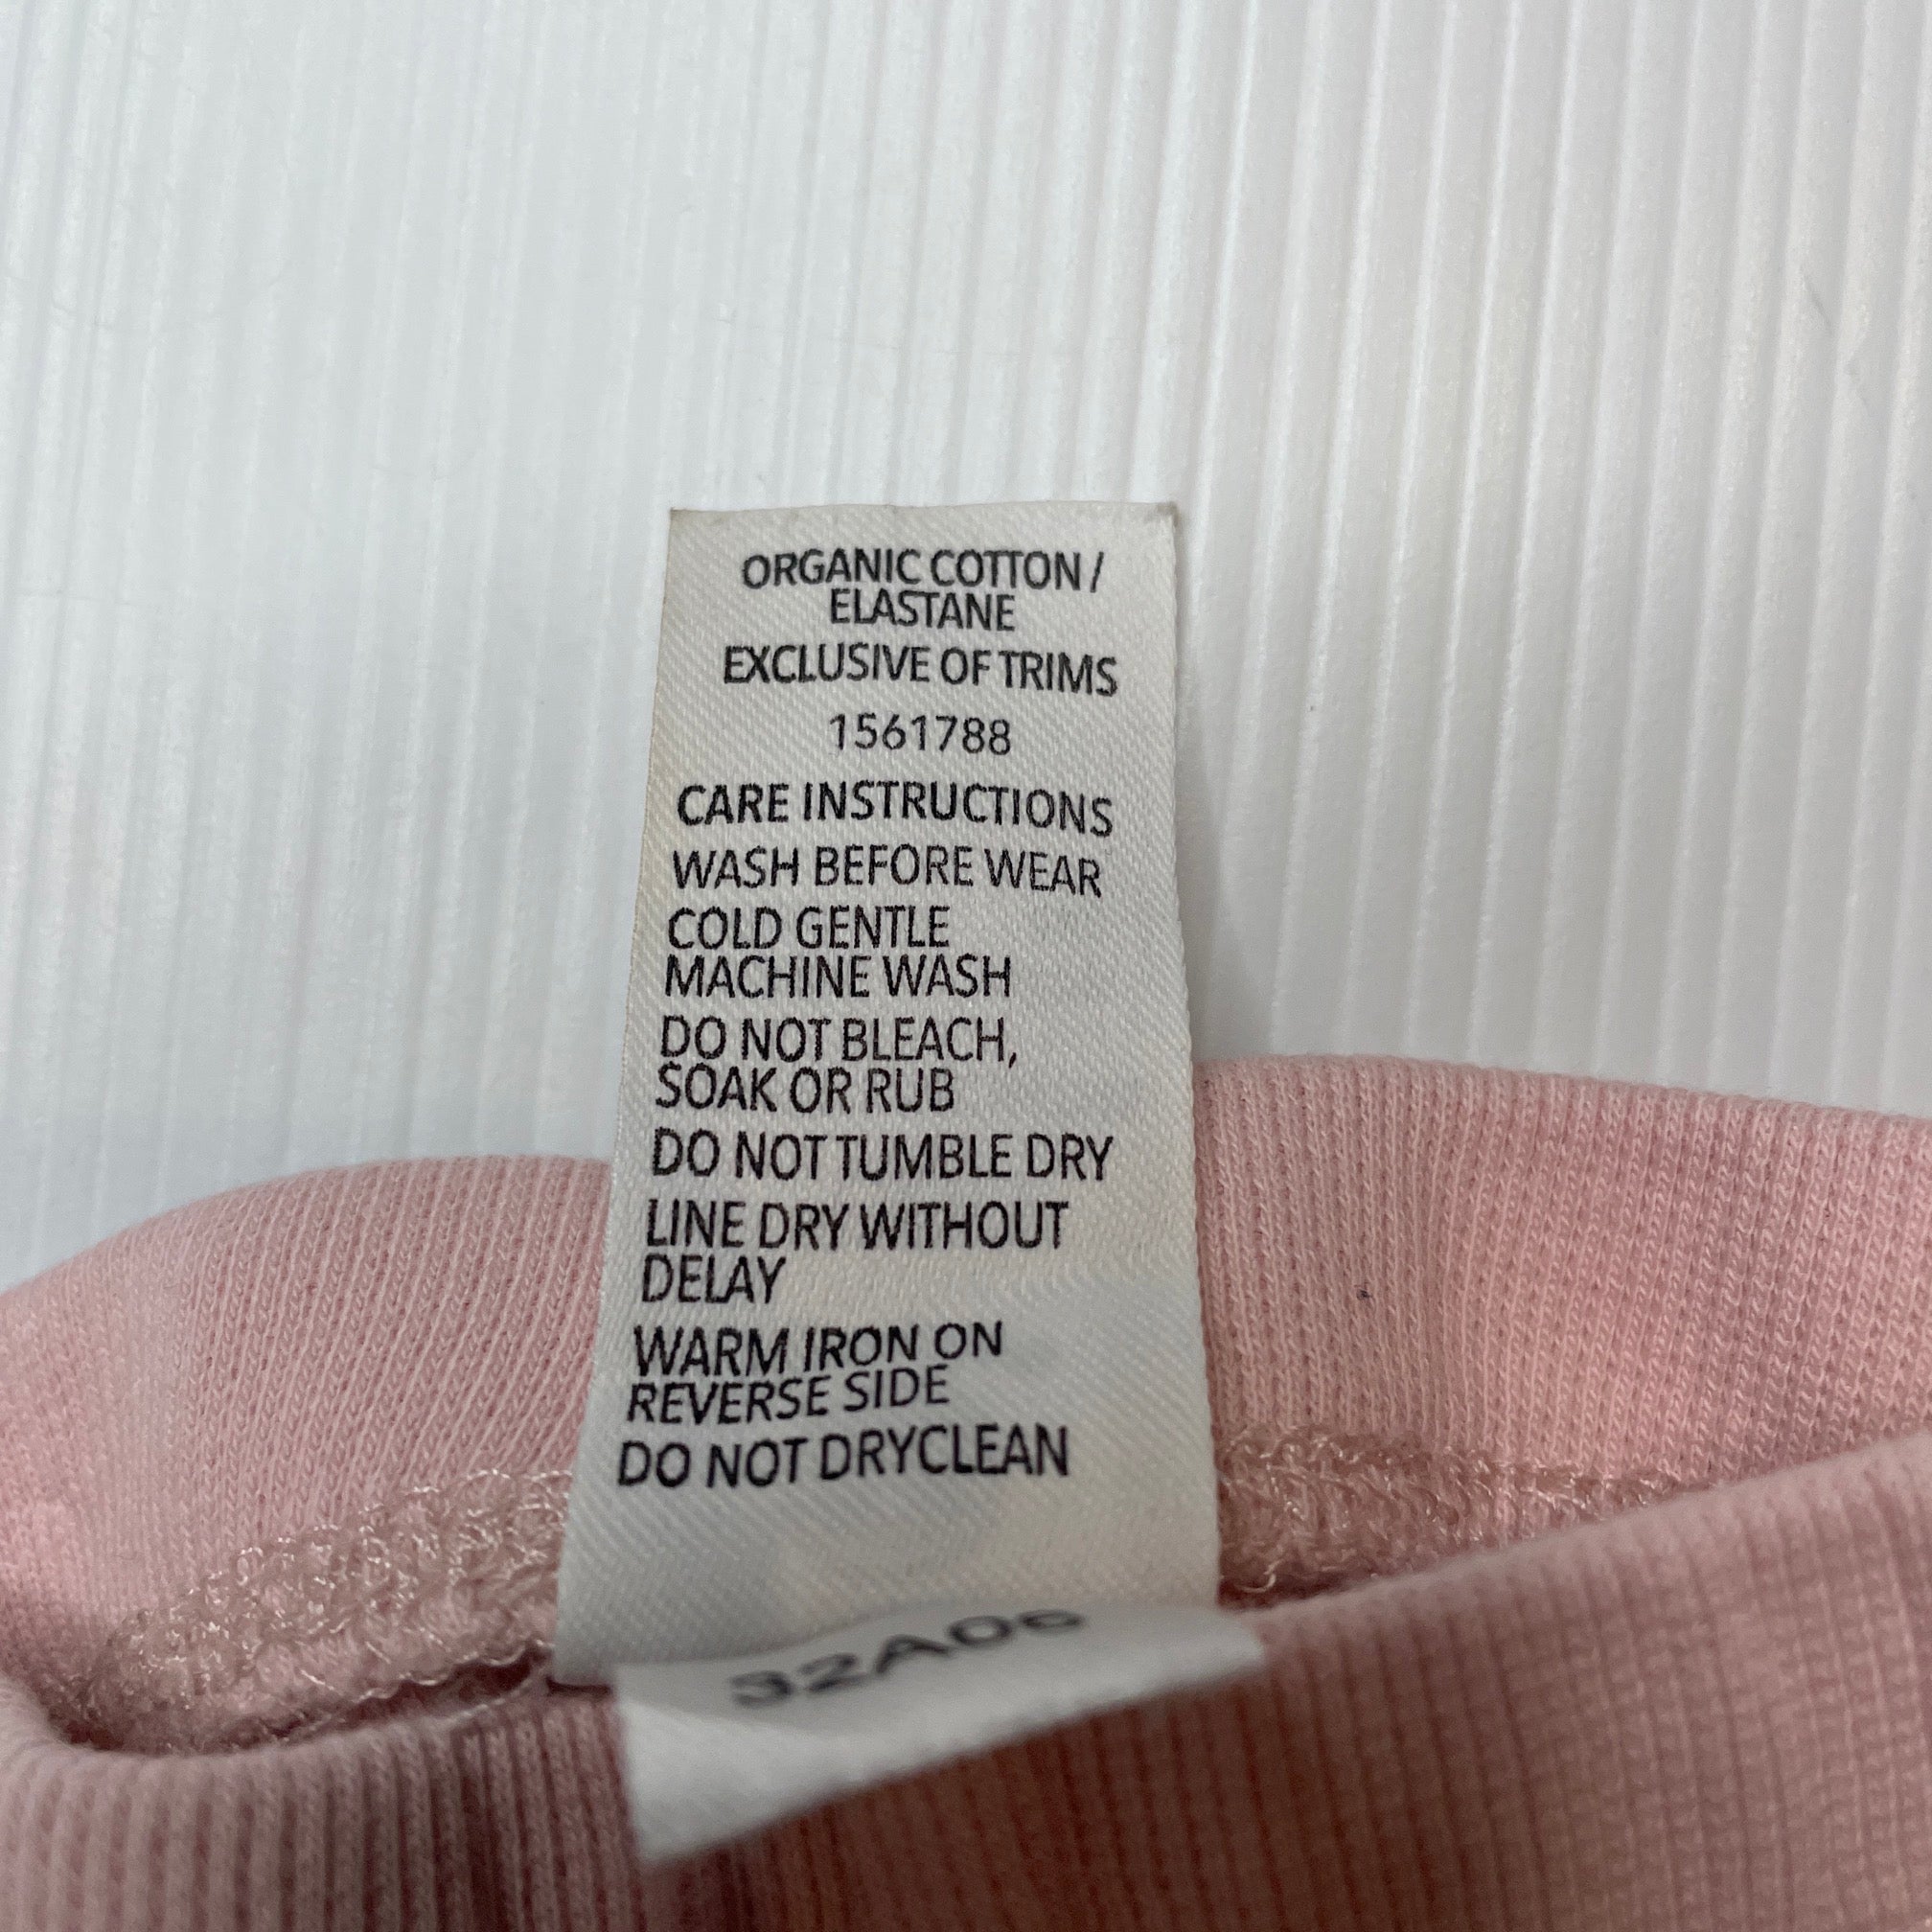 ORGANIC COTTON /
ELASTANE
EXCLUSIVE OF TRIMS
1561788
CARE INSTRUCTIONS
WASH BEFORE WEAR
COLD GENTLE
MACHINE WASH
DO NOT BLEACH,
SOAK OR RUB
DO NOT TUMBLE DRY
LINE DRY WITHOUT
DELAY
WARM IRON ON
REVERSE SIDE
DO NOT DRYCLEAN